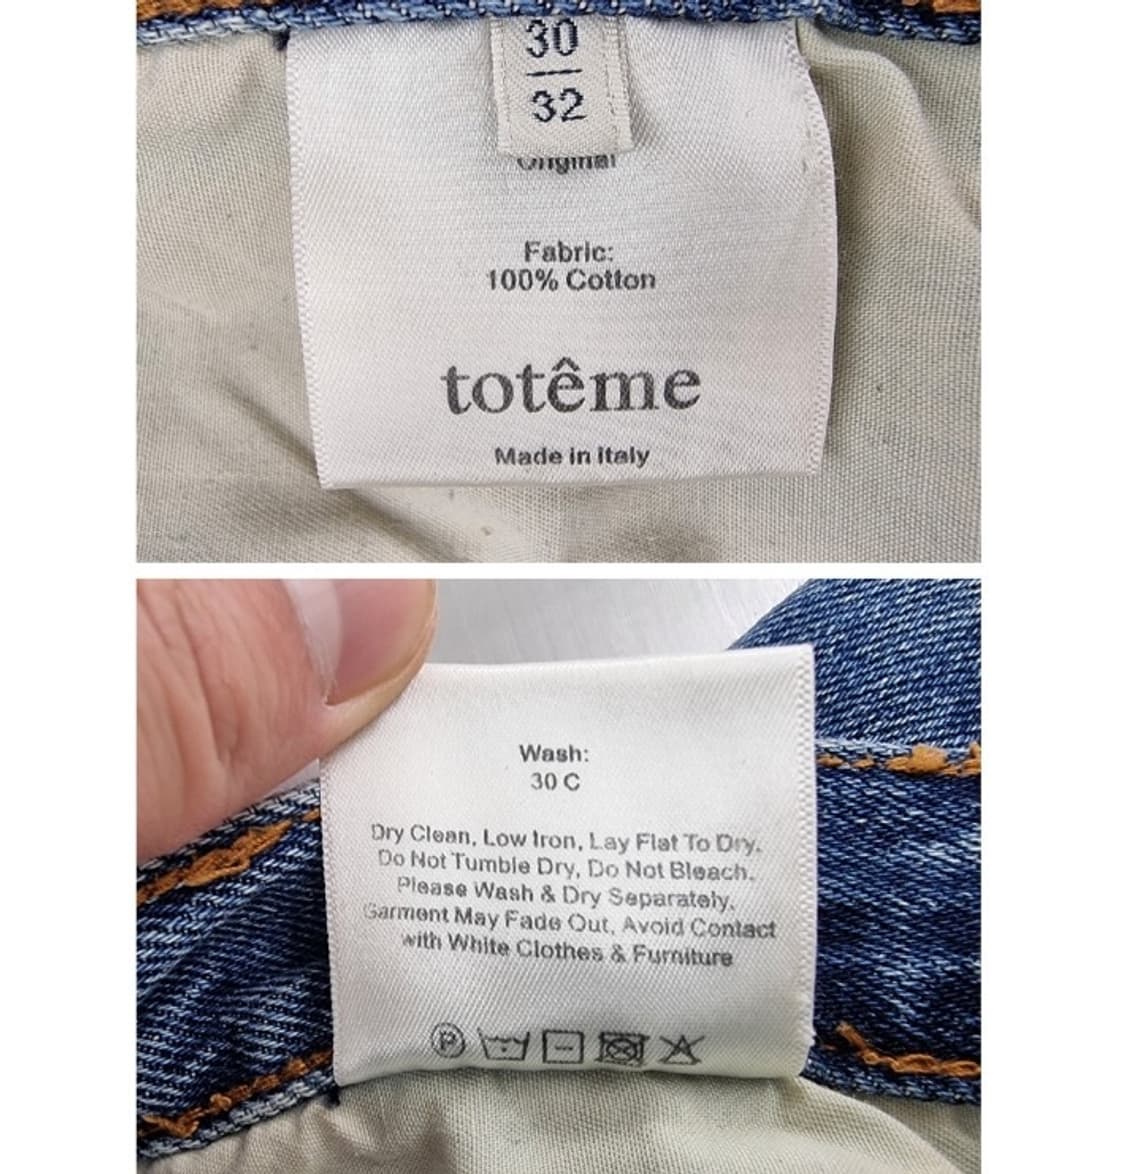 30
32
Original
Fabric:
100% Cotton
totême
Made in Italy
Wash:
30 C
Dry Clean, Low Iron, Lay Flat To Dry.
Do Not Tumble Dry, Do Not Bleach.
Please Wash & Dry Separately.
Garment May Fade Out, Avoid Contact
with White Clothes & Furniture
P